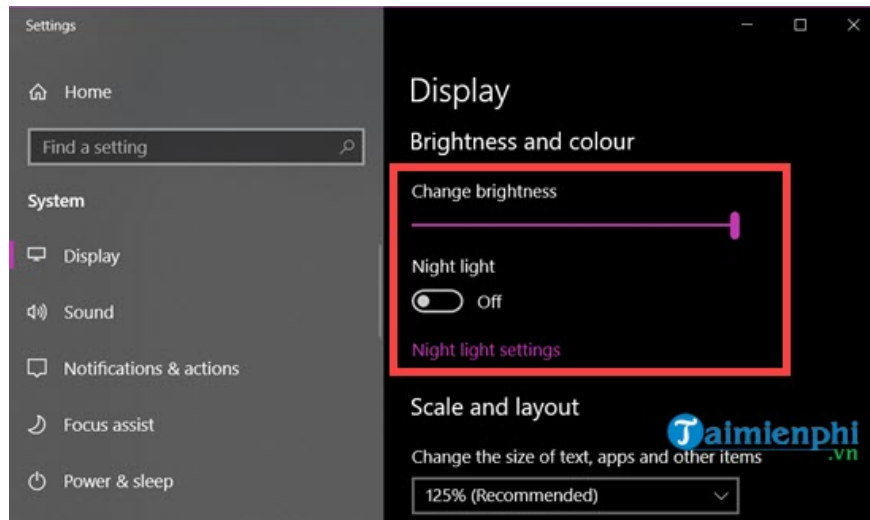 Settings
Home
Find a setting
System
Display
Sound
Notifications & actions
Focus assist
Power & sleep
Display
Brightness and colour
Change brightness
Night light
Off
Night light settings
Scale and layout
Change the size of text, apps and other items
125% (Recommended)
Taimienphi
.vn